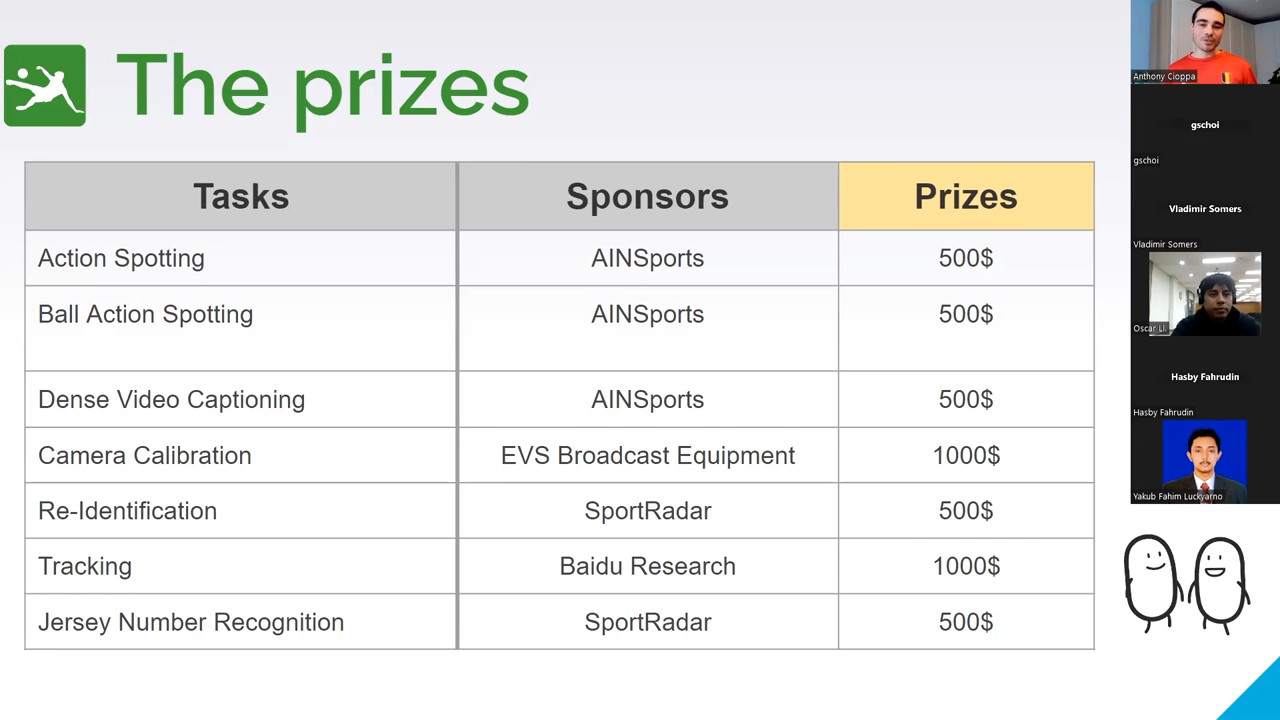 The prizes
Tasks Sponsors Prizes
Action Spotting AINSports 500$
Ball Action Spotting AINSports 500$
Dense Video Captioning AINSports 500$
Camera Calibration EVS Broadcast Equipment 1000$
Re-Identification SportRadar 500$
Tracking Baidu Research 1000$
Jersey Number Recognition SportRadar 500$
Anthony Cioppa
gschoi
gschoi
Vladimir Somers
Vladimir Somers
Oscar Ll.
Hasby Fahrudin
Hasby Fahrudin
Yakub Fahim Luckyarno